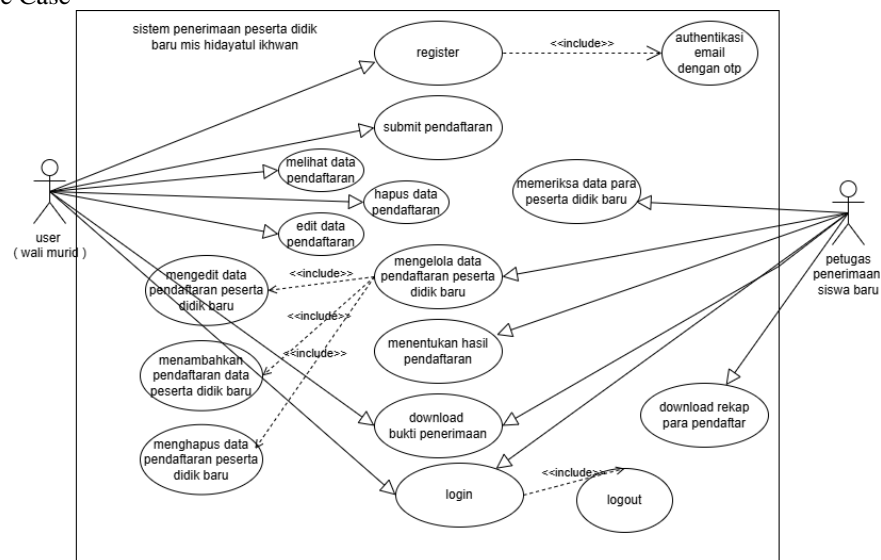 sistem penerimaan peserta didik
baru mis hidayatul ikhwan
register
<<include>>
authentikasi
email
dengan otp
submit pendaftaran
melihat data
pendaftaran
hapus data
pendaftaran
edit data
pendaftaran
memeriksa data para
peserta didik baru
user
( wali murid )
petugas
penerimaan
siswa baru
mengelola data
pendaftaran peserta
didik baru
<<include>>
mengedit data
pendaftaran peserta
didik baru
<<include>>
menentukan hasil
pendaftaran
<<include>>
menambahkan
pendaftaran data
peserta didik baru
download
bukti penerimaan
download rekap
para pendaftar
menghapus data
pendaftaran peserta
didik baru
login
<<include>>
logout